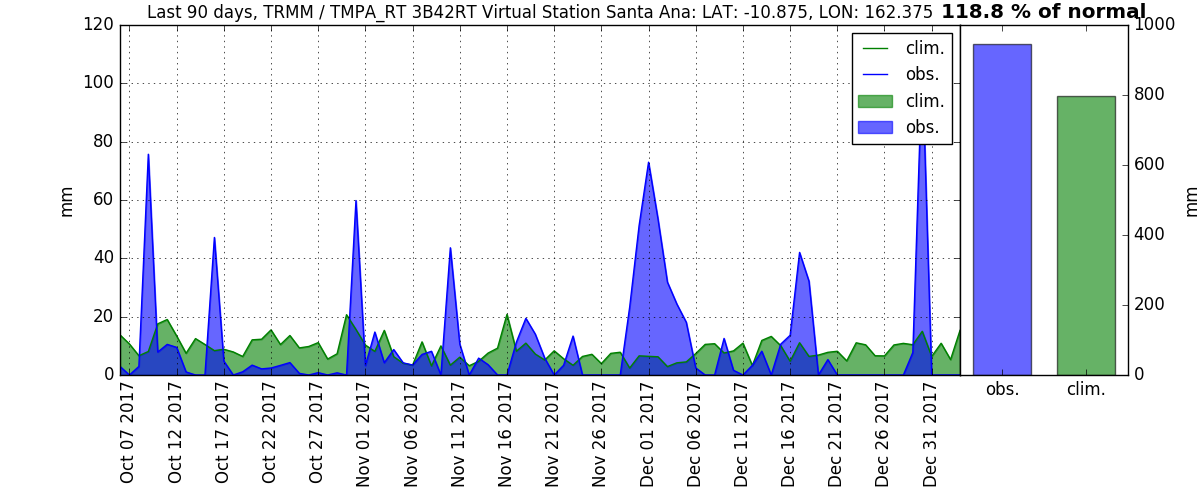 Last 90 days, TRMM / TMPA_RT 3B42RT Virtual Station Santa Ana: LAT: -10.875, LON: 162.375 118.8 % of normal
120
100
80
60
40
20
0
mm
clim.
obs.
clim.
obs.
Oct 07 2017
Oct 12 2017
Oct 17 2017
Oct 22 2017
Oct 27 2017
Nov 01 2017
Nov 06 2017
Nov 11 2017
Nov 16 2017
Nov 21 2017
Nov 26 2017
Dec 01 2017
Dec 06 2017
Dec 11 2017
Dec 16 2017
Dec 21 2017
Dec 26 2017
Dec 31 2017
1000
800
600
400
200
0
mm
obs.
clim.